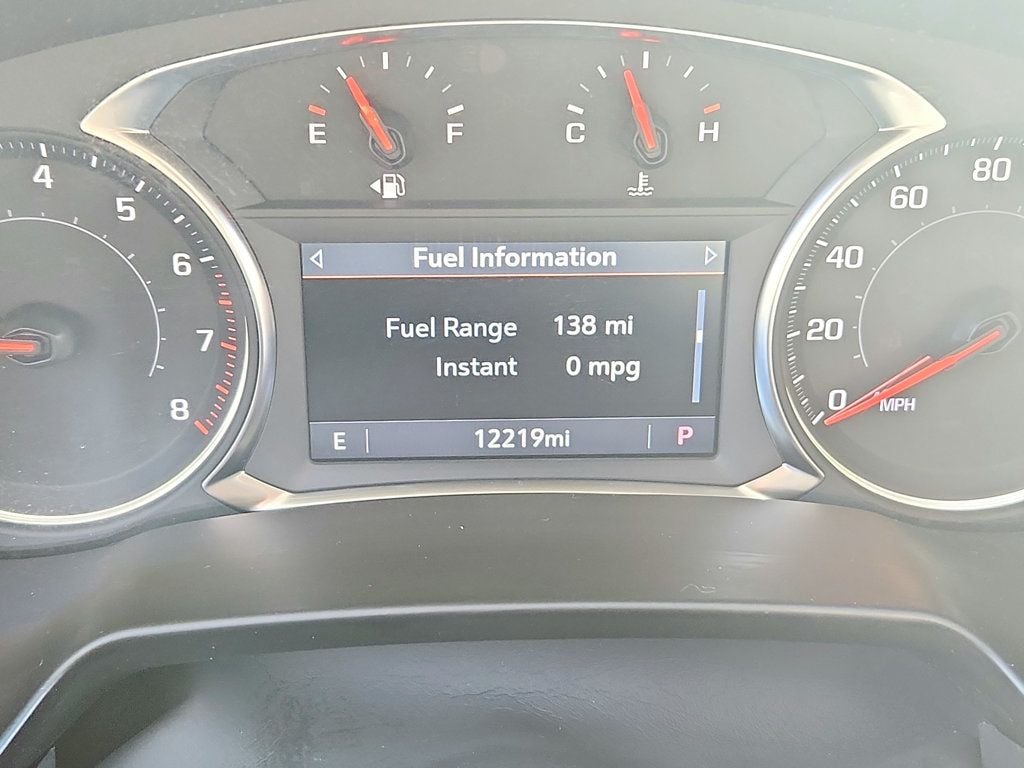 E F
C H
4
5
6
7
8
Fuel Information
Fuel Range 138 mi
Instant 0 mpg
E 12219mi P
80
60
40
20
0
MPH